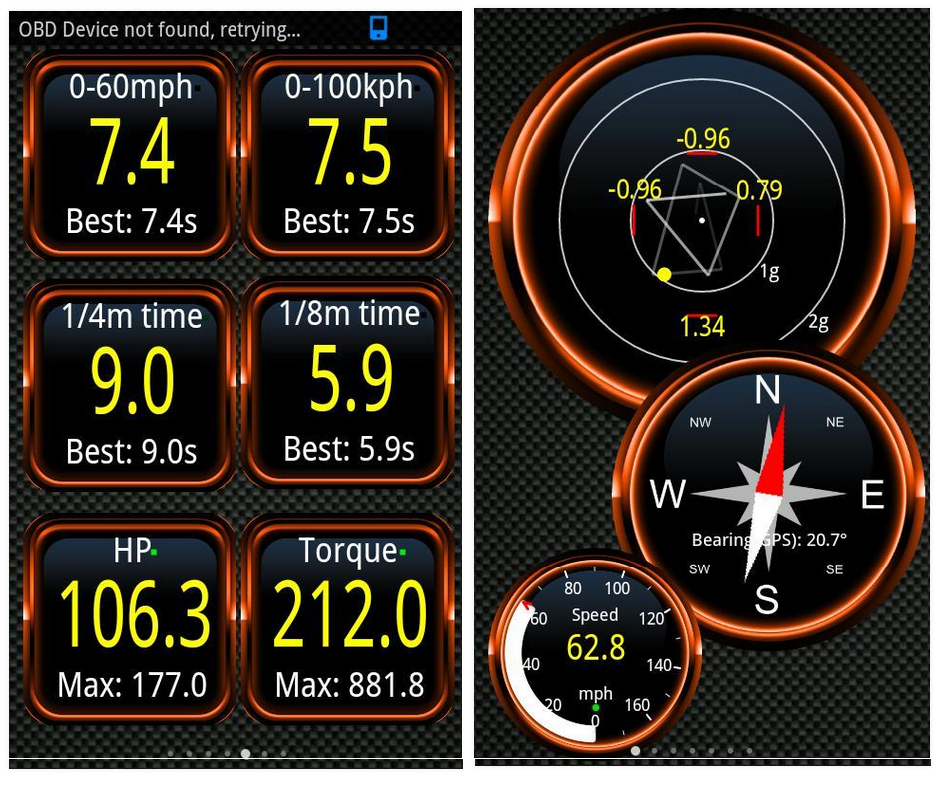 OBD Device not found, retrying...
0-60mph
7.4
Best: 7.4s
0-100kph
7.5
Best: 7.5s
1/4m time
9.0
Best: 9.0s
1/8m time
5.9
Best: 5.9s
HP
106.3
Max: 177.0
Torque
212.0
Max: 881.8
-0.96
-0.96
0.79
1g
2g
1.34
N
NW
NE
W
E
Bearing(GPS): 20.7°
SW
SE
S
80
100
60
Speed
120
62.8
40
140
mph
20
160
0